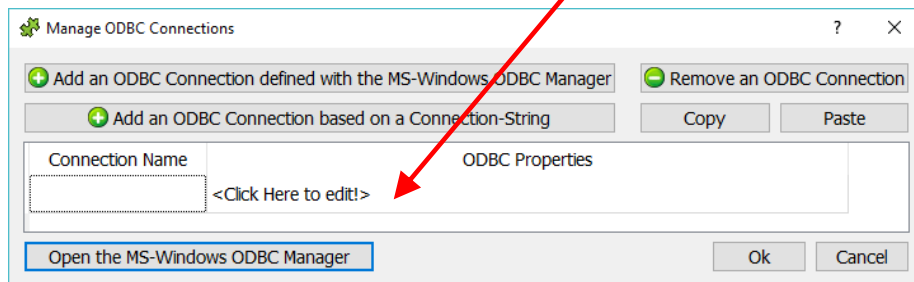 Manage ODBC Connections ?
Add an ODBC Connection defined with the MS-Windows ODBC Manager Remove an ODBC Connection
Add an ODBC Connection based on a Connection-String Copy Paste
Connection Name ODBC Properties
<Click Here to edit!>
Open the MS-Windows ODBC Manager Ok Cancel